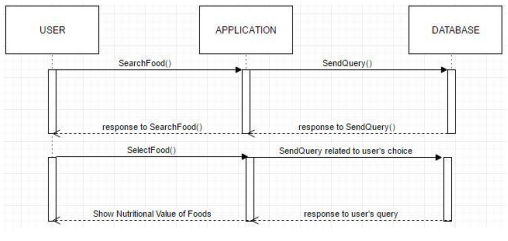 USER
APPLICATION
DATABASE
SearchFood()
SendQuery()
response to SearchFood()
response to SendQuery()
SelectFood()
SendQuery related to user's choice
Show Nutritional Value of Foods
response to user's query